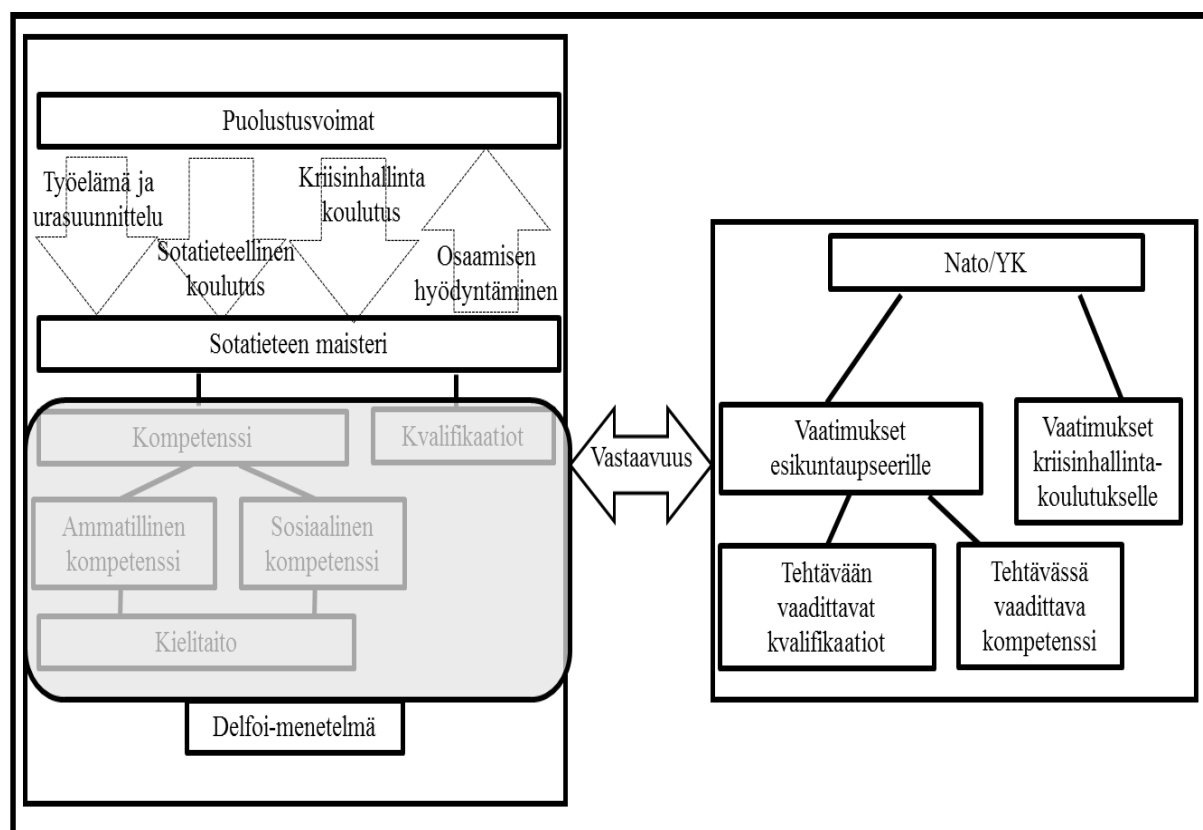 Puolustusvoimat
Työelämä ja
urasuunnittelu
Sotatieteellinen
koulutus
Kriisinhallinta
koulutus
Osaamisen
hyödyntäminen
Sotatieteen maisteri
Kompetenssi
Kvalifikaatiot
Ammatillinen
kompetenssi
Sosiaalinen
kompetenssi
Kielitaito
Delfoi-menetelmä
Vastaavuus
Nato/YK
Vaatimukset
esikuntaupseerille
Vaatimukset
kriisinhallinta-
koulutukselle
Tehtävään
vaadittavat
kvalifikaatiot
Tehtävässä
vaadittava
kompetenssi